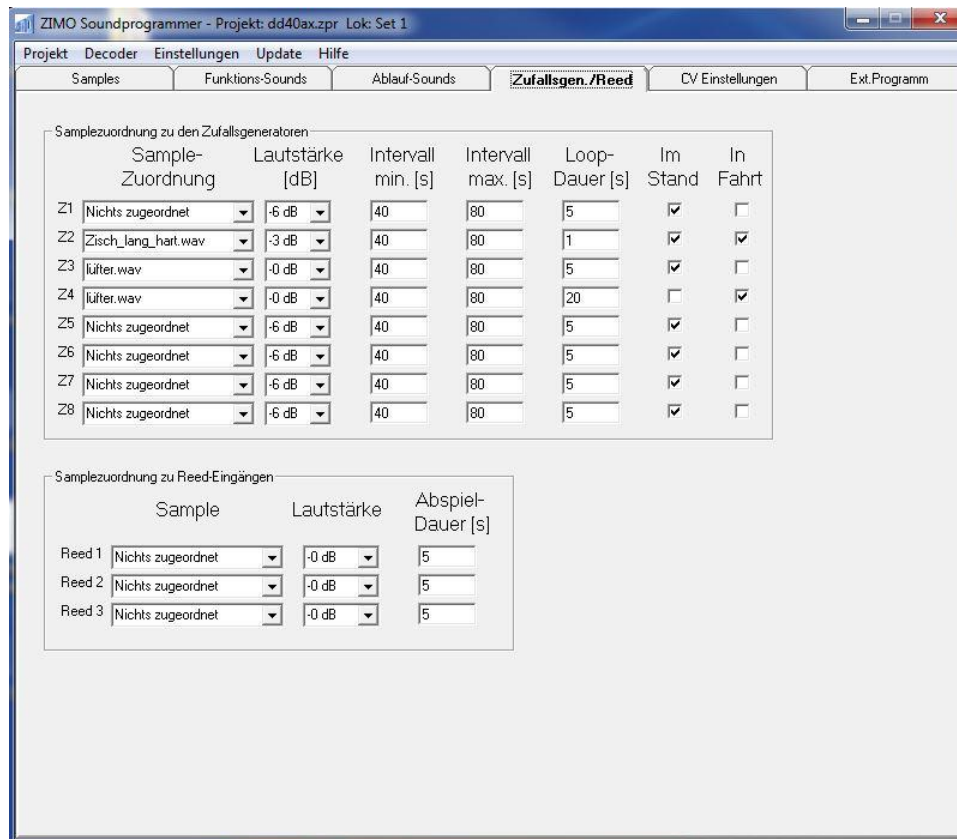 ZIMO Soundprogrammer - Projekt: dd40ax.zpr Lok: Set 1
Projekt Decoder Einstellungen Update Hilfe
Samples Funktions-Sounds Ablauf-Sounds Zufallsgen./Reed CV Einstellungen Ext.Programm
Samplezuordnung zu den Zufallsgeneratoren
Sample-Zuordnung Lautstärke [dB] Intervall min. [s] Intervall max. [s] Loop-Dauer [s] Im Stand In Fahrt
Z1 Nichts zugeordnet -6 dB 40 80 5
Z2 Zisch_lang_hart.wav -3 dB 40 80 1
Z3 lüfter.wav -0 dB 40 80 5
Z4 lüfter.wav -0 dB 40 80 20
Z5 Nichts zugeordnet -6 dB 40 80 5
Z6 Nichts zugeordnet -6 dB 40 80 5
Z7 Nichts zugeordnet -6 dB 40 80 5
Z8 Nichts zugeordnet -6 dB 40 80 5
Samplezuordnung zu Reed-Eingängen
Sample Lautstärke Abspiel-Dauer [s]
Reed 1 Nichts zugeordnet -0 dB 5
Reed 2 Nichts zugeordnet -0 dB 5
Reed 3 Nichts zugeordnet -0 dB 5